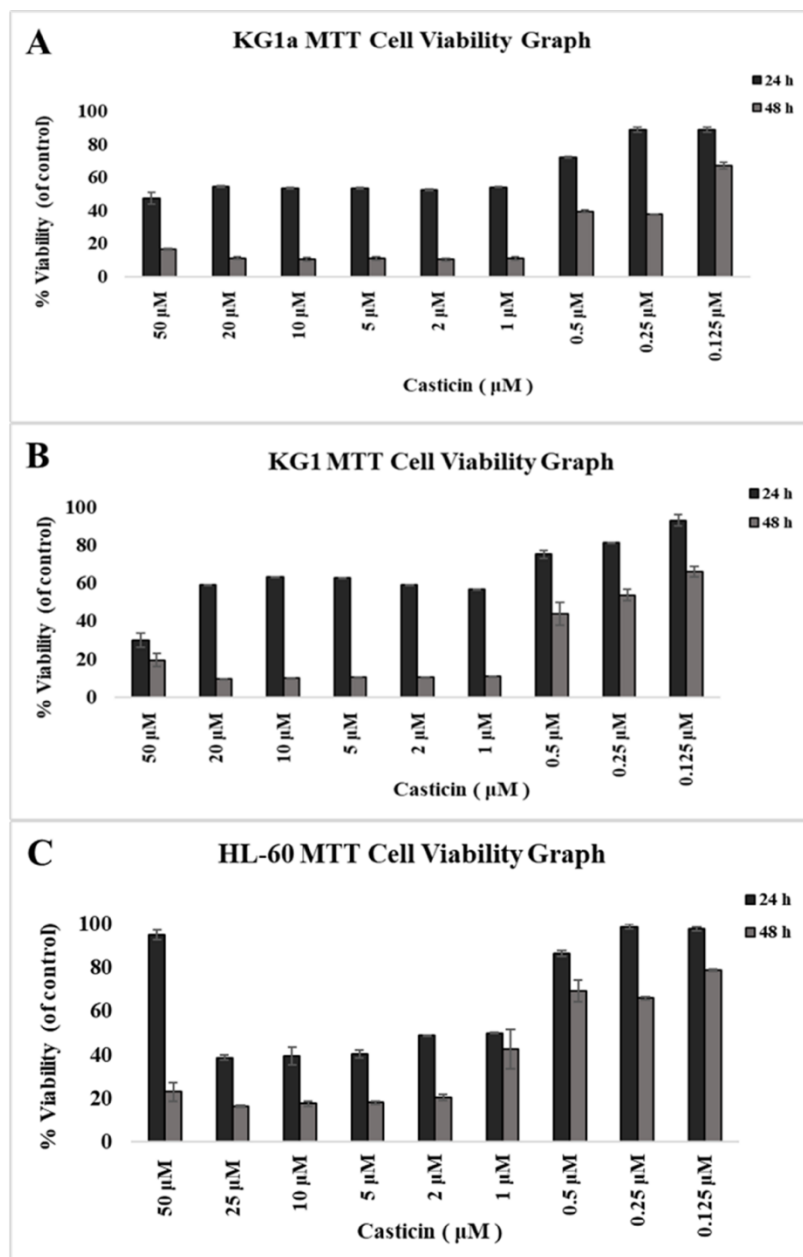 A
KG1a MTT Cell Viability Graph
24 h
48 h
% Viability (of control)
100
80
60
40
20
0
50 µM
20 µM
10 µM
5 µM
2 µM
1 µM
0.5 µM
0.25 µM
0.125 µM
Casticin ( µM )
B
KG1 MTT Cell Viability Graph
24 h
48 h
% Viability (of control)
100
80
60
40
20
0
50 µM
20 µM
10 µM
5 µM
2 µM
1 µM
0.5 µM
0.25 µM
0.125 µM
Casticin ( µM )
C
HL-60 MTT Cell Viability Graph
24 h
48 h
% Viability (of control)
100
80
60
40
20
0
50 µM
25 µM
10 µM
5 µM
2 µM
1 µM
0.5 µM
0.25 µM
0.125 µM
Casticin ( µM )